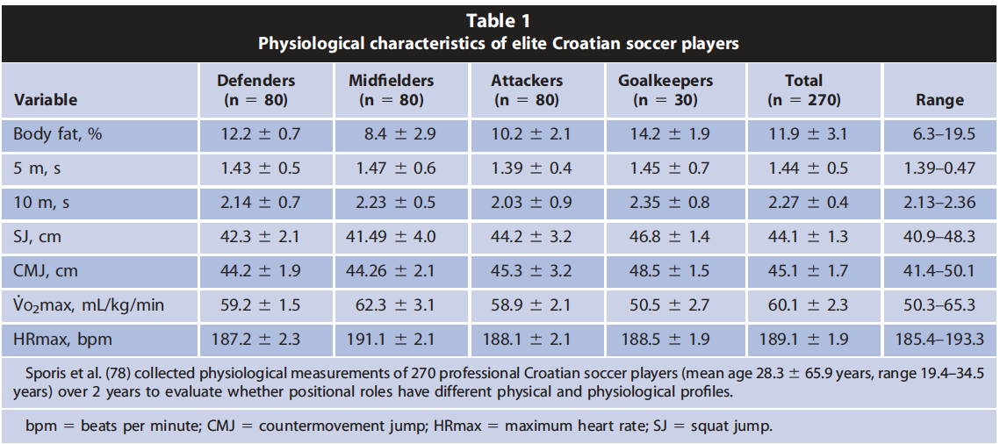 Table 1
Physiological characteristics of elite Croatian soccer players
Variable Defenders (n = 80) Midfielders (n = 80) Attackers (n = 80) Goalkeepers (n = 30) Total (n = 270) Range
Body fat, % 12.2 ± 0.7 8.4 ± 2.9 10.2 ± 2.1 14.2 ± 1.9 11.9 ± 3.1 6.3–19.5
5 m, s 1.43 ± 0.5 1.47 ± 0.6 1.39 ± 0.4 1.45 ± 0.7 1.44 ± 0.5 1.39–0.47
10 m, s 2.14 ± 0.7 2.23 ± 0.5 2.03 ± 0.9 2.35 ± 0.8 2.27 ± 0.4 2.13–2.36
SJ, cm 42.3 ± 2.1 41.49 ± 4.0 44.2 ± 3.2 46.8 ± 1.4 44.1 ± 1.3 40.9–48.3
CMJ, cm 44.2 ± 1.9 44.26 ± 2.1 45.3 ± 3.2 48.5 ± 1.5 45.1 ± 1.7 41.4–50.1
V̇o₂max, mL/kg/min 59.2 ± 1.5 62.3 ± 3.1 58.9 ± 2.1 50.5 ± 2.7 60.1 ± 2.3 50.3–65.3
HRmax, bpm 187.2 ± 2.3 191.1 ± 2.1 188.1 ± 2.1 188.5 ± 1.9 189.1 ± 1.9 185.4–193.3
Sporis et al. (78) collected physiological measurements of 270 professional Croatian soccer players (mean age 28.3 ± 65.9 years, range 19.4–34.5
years) over 2 years to evaluate whether positional roles have different physical and physiological profiles.
bpm = beats per minute; CMJ = countermovement jump; HRmax = maximum heart rate; SJ = squat jump.